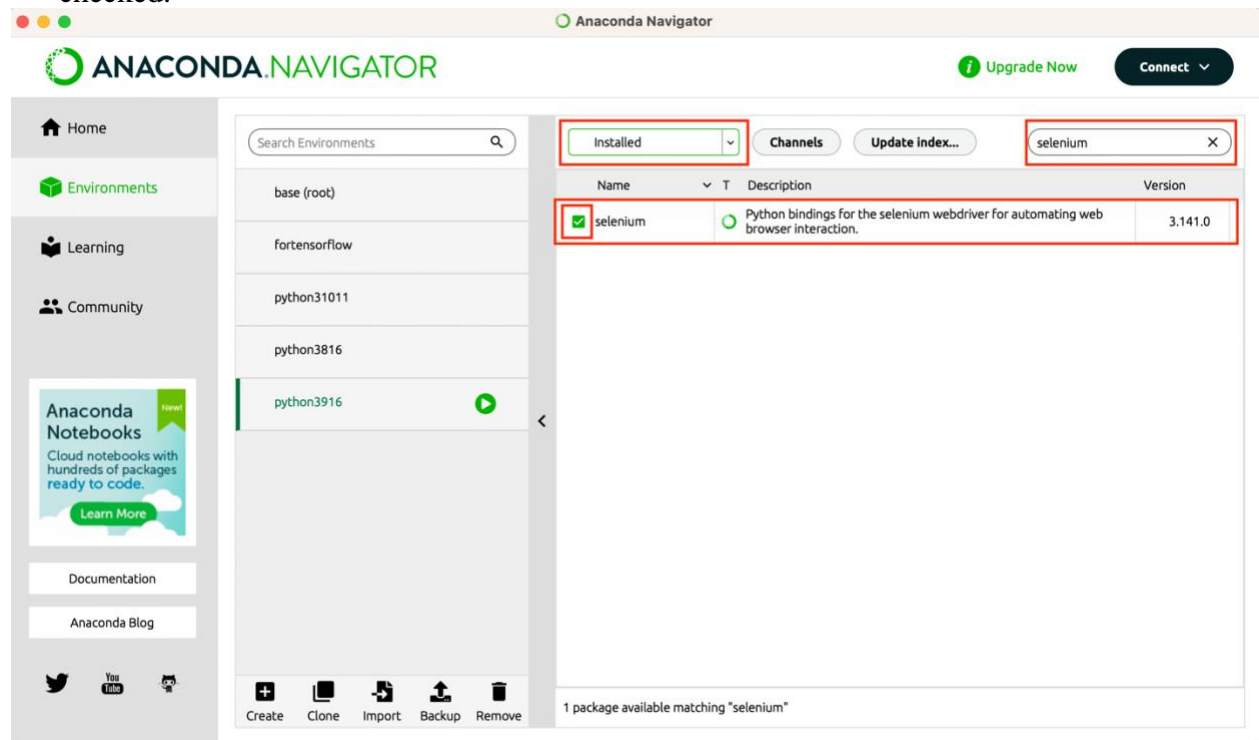 checked.
Anaconda Navigator
ANACONDA.NAVIGATOR
Upgrade Now
Connect
Home
Environments
Learning
Community
Anaconda
Notebooks
New!
Cloud notebooks with
hundreds of packages
ready to code.
Learn More
Documentation
Anaconda Blog
You
Tube
Search Environments
base (root)
fortensorflow
python31011
python3816
python3916
Create Clone Import Backup Remove
Installed
Channels
Update index...
selenium
Name T Description Version
selenium Python bindings for the selenium webdriver for automating web 3.141.0
browser interaction.
1 package available matching "selenium"